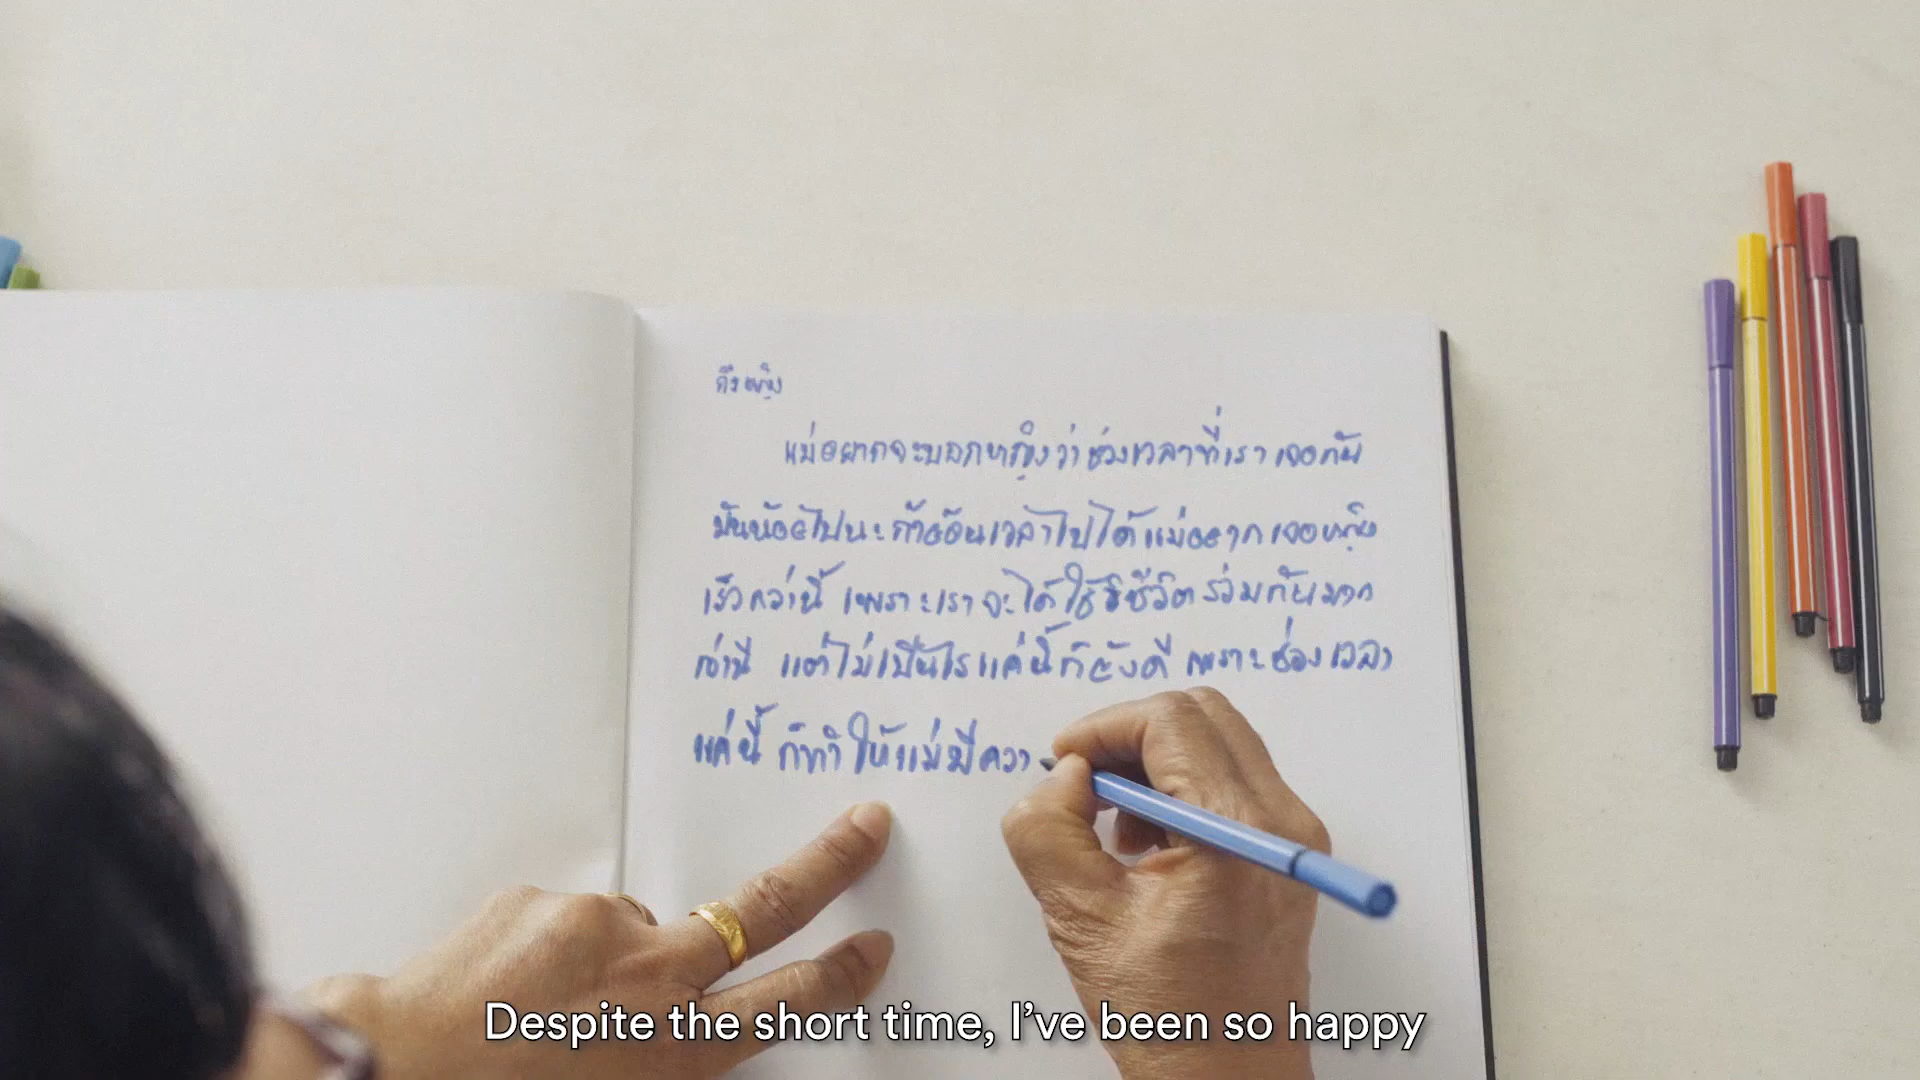 ถึงหญิง
แม่อยากจะบอกหญิงว่าช่วงเวลาที่เราเจอกัน
มันน้อยไปนะถ้าย้อนเวลาไปได้แม่อยากเจอหญิง
เร็วกว่านี้ เพราะเราจะได้ใช้ชีวิตร่วมกันมาก
กว่านี้ แต่ไม่เป็นไรแค่นี้ก็ยังดี เพราะช่วงเวลา
แค่นี้ ก็ทำให้แม่มีควา
Despite the short time, I've been so happy